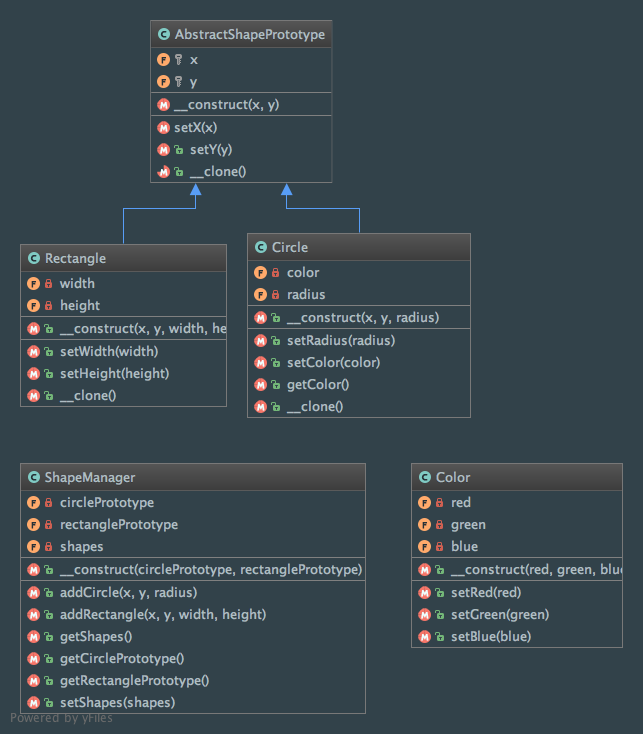 AbstractShapePrototype
x
y
__construct(x, y)
setX(x)
setY(y)
__clone()
Rectangle
width
height
__construct(x, y, width, he
setWidth(width)
setHeight(height)
__clone()
Circle
color
radius
__construct(x, y, radius)
setRadius(radius)
setColor(color)
getColor()
__clone()
ShapeManager
circlePrototype
rectanglePrototype
shapes
__construct(circlePrototype, rectanglePrototype)
addCircle(x, y, radius)
addRectangle(x, y, width, height)
getShapes()
getCirclePrototype()
getRectanglePrototype()
setShapes(shapes)
Color
red
green
blue
__construct(red, green, blu
setRed(red)
setGreen(green)
setBlue(blue)
Powered by yFiles